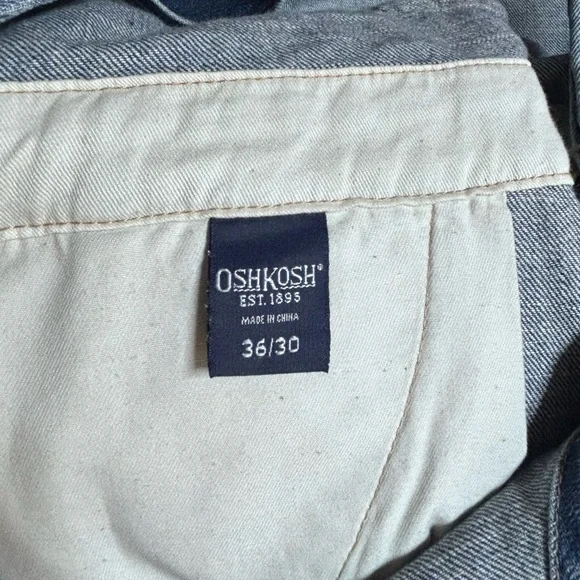 OSHKOSH®
EST. 1895
MADE IN CHINA
36/30